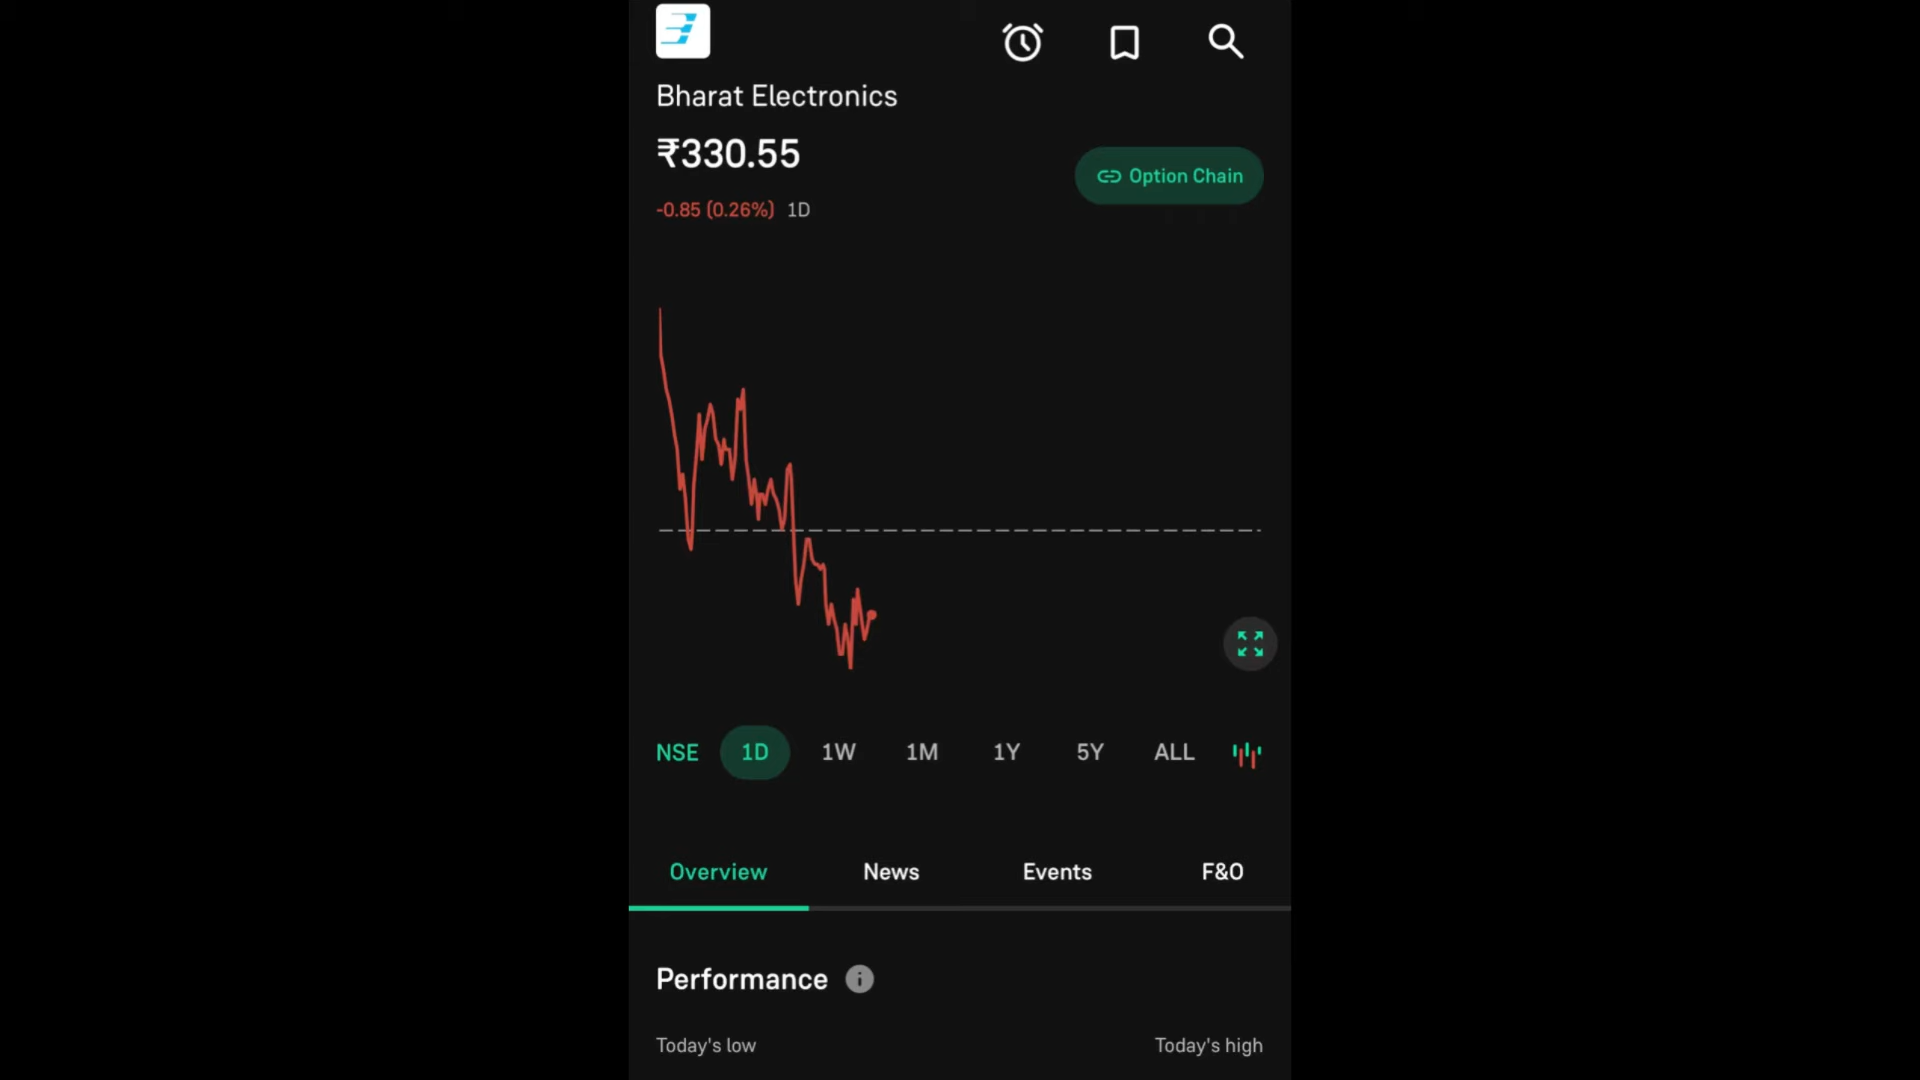 Bharat Electronics
₹330.55
Option Chain
-0.85 (0.26%) 1D
NSE 1D 1W 1M 1Y 5Y ALL
Overview News Events F&O
Performance
Today's low Today's high